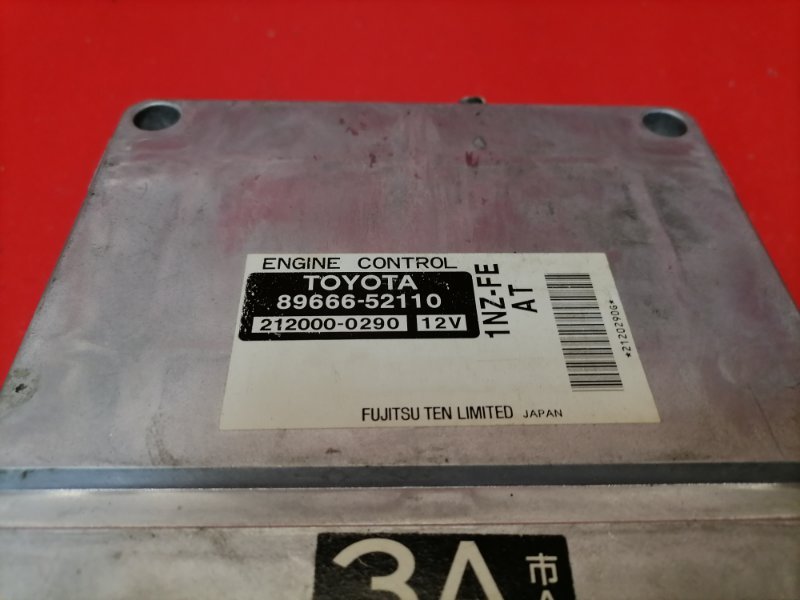 ENGINE CONTROL
TOYOTA
89666-52110
212000-0290 12V
1NZ-FE
AT
*2120290G*
FUJITSU TEN LIMITED JAPAN
3A
市